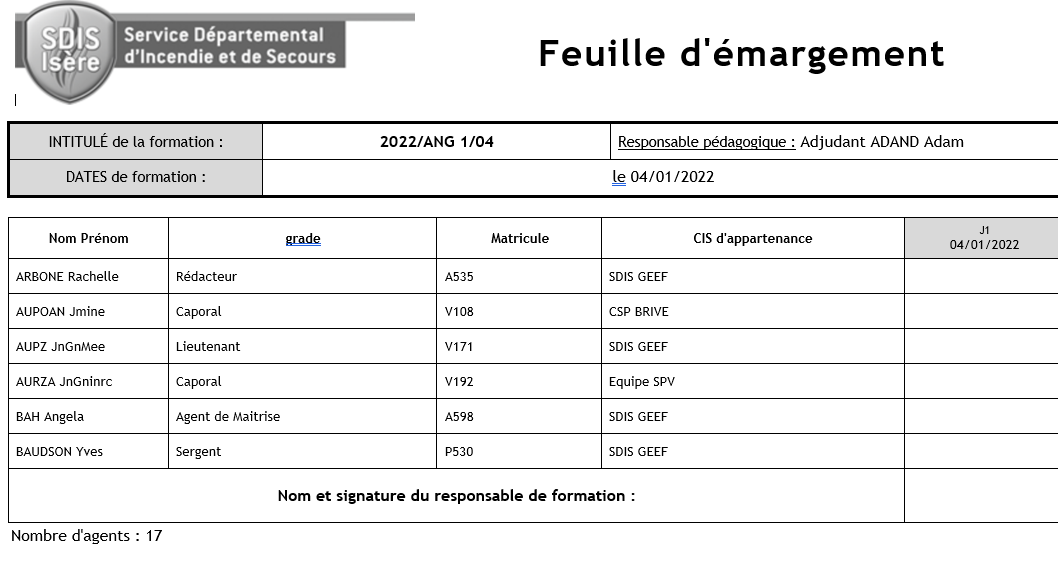 SDIS
Isère
Service Départemental
d'Incendie et de Secours
Feuille d'émargement
INTITULÉ de la formation : 2022/ANG 1/04 Responsable pédagogique : Adjudant ADAND Adam
DATES de formation : le 04/01/2022
Nom Prénom grade Matricule CIS d'appartenance J1
04/01/2022
ARBONE Rachelle Rédacteur A535 SDIS GEEF
AUPOAN Jmine Caporal V108 CSP BRIVE
AUPZ JnGnMee Lieutenant V171 SDIS GEEF
AURZA JnGninrc Caporal V192 Equipe SPV
BAH Angela Agent de Maitrise A598 SDIS GEEF
BAUDSON Yves Sergent P530 SDIS GEEF
Nom et signature du responsable de formation :
Nombre d'agents : 17